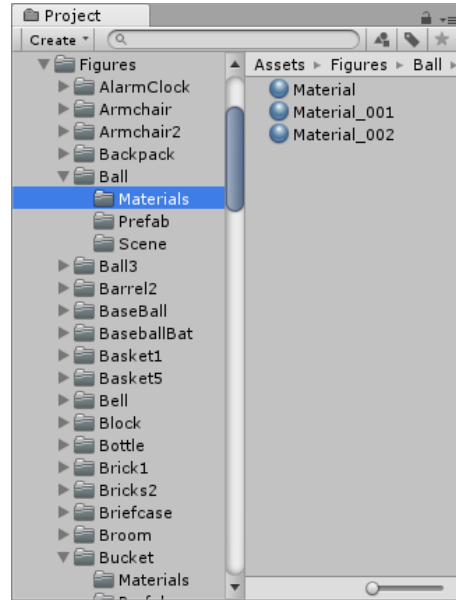 Project
Create
Assets Figures Ball
Figures
AlarmClock
Armchair
Armchair2
Backpack
Ball
Materials
Prefab
Scene
Ball3
Barrel2
BaseBall
BaseballBat
Basket1
Basket5
Bell
Block
Bottle
Brick1
Bricks2
Briefcase
Broom
Bucket
Materials
Material
Material_001
Material_002